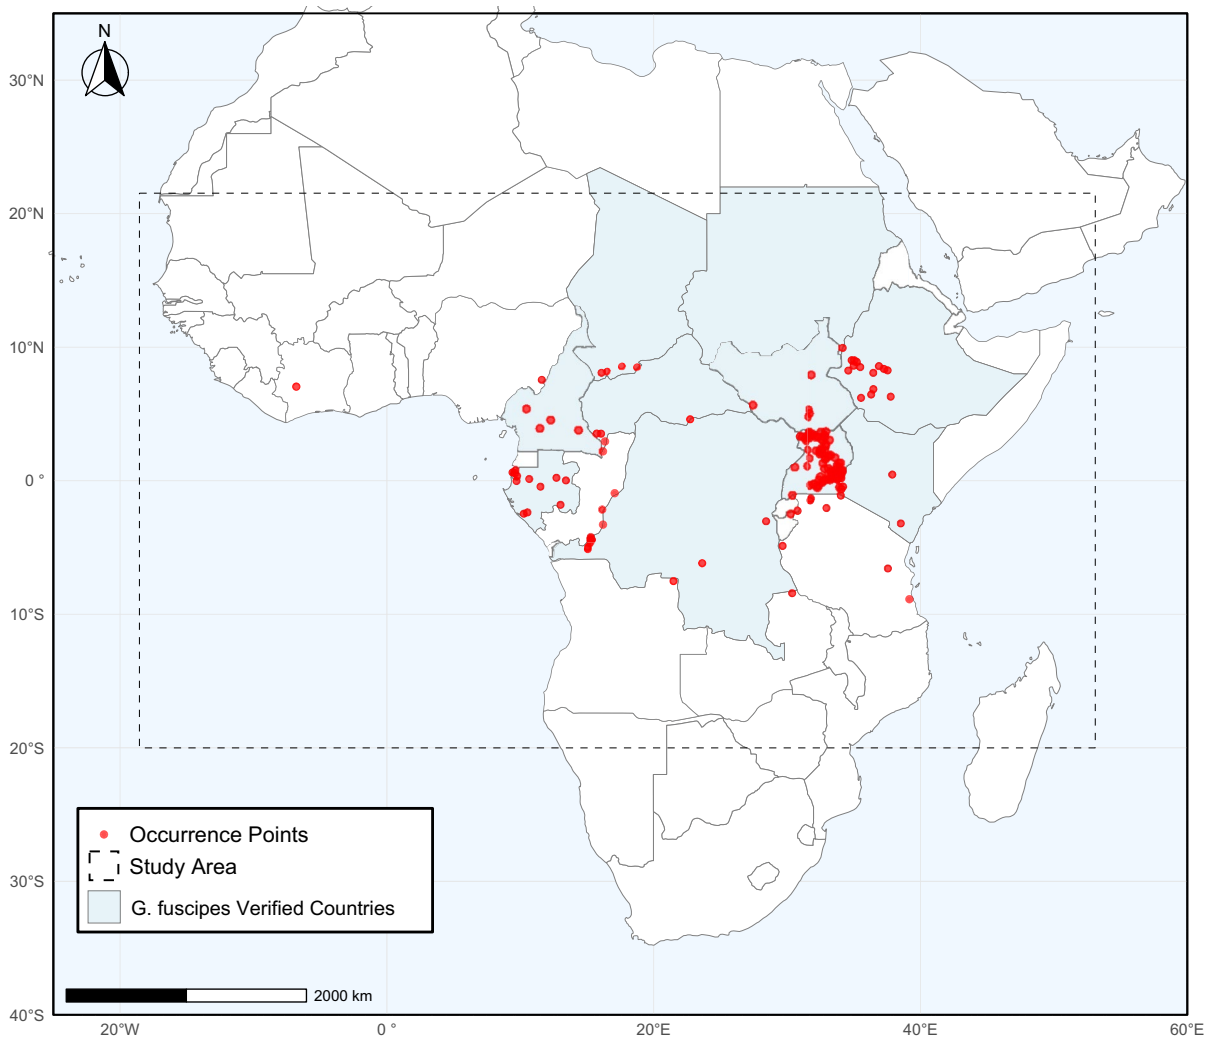 N
30°N
20°N
10°N
0 °
10°S
20°S
30°S
40°S
Occurrence Points
Study Area
G. fuscipes Verified Countries
2000 km
20°W
0 °
20°E
40°E
60°E